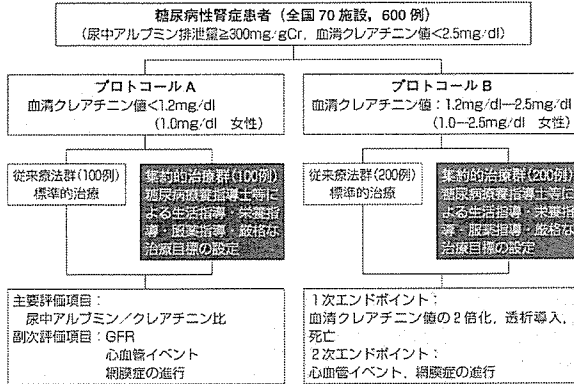 糖尿病性腎症患者(全国70施設,600例)
(尿中アルブミン排泄量≧300mg/gCr,血清クレアチニン値<2.5mg/dl)
プロトコールA
血清クレアチニン値<1.2mg/dl
(1.0mg/dl 女性)
プロトコールB
血清クレアチニン値:1.2mg/dl―2.5mg/dl
(1.0―2.5mg/dl 女性)
従来療法群(100例)
標準的治療
集約的治療群(100例)
糖尿病療養指導士等に
よる生活指導・栄養指
導・服薬指導・厳格な
治療目標の設定
従来療法群(200例)
標準的治療
集約的治療群(200例)
糖尿病療養指導士等に
よる生活指導・栄養指
導・服薬指導・厳格な
治療目標の設定
主要評価項目:
尿中アルブミン/クレアチニン比
副次評価項目:GFR
心血管イベント
網膜症の進行
1次エンドポイント:
血清クレアチニン値の2倍化,透析導入,
死亡
2次エンドポイント:
心血管イベント,網膜症の進行